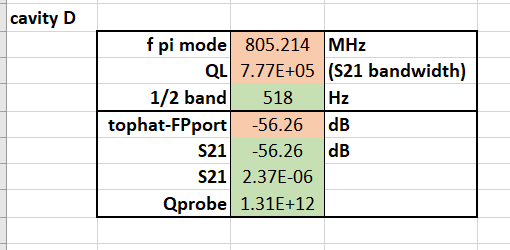 cavity D
f pi mode 805.214 MHz
QL 7.77E+05 (S21 bandwidth)
1/2 band 518 Hz
tophat-FPport -56.26 dB
S21 -56.26 dB
S21 2.37E-06
Qprobe 1.31E+12